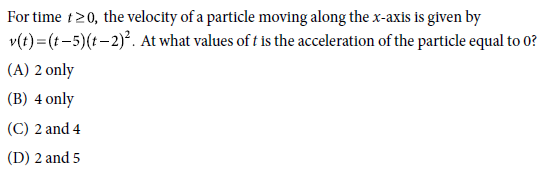 For time t ≥ 0, the velocity of a particle moving along the x-axis is given by
v(t) = (t – 5)(t – 2)². At what values of t is the acceleration of the particle equal to 0?
(A) 2 only
(B) 4 only
(C) 2 and 4
(D) 2 and 5